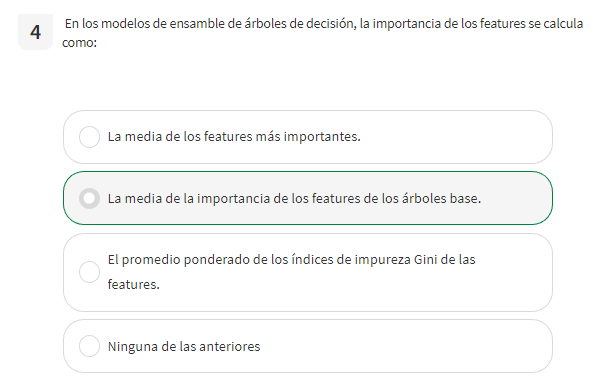 4
En los modelos de ensamble de árboles de decisión, la importancia de los features se calcula
como:
La media de los features más importantes.
La media de la importancia de los features de los árboles base.
El promedio ponderado de los índices de impureza Gini de las
features.
Ninguna de las anteriores